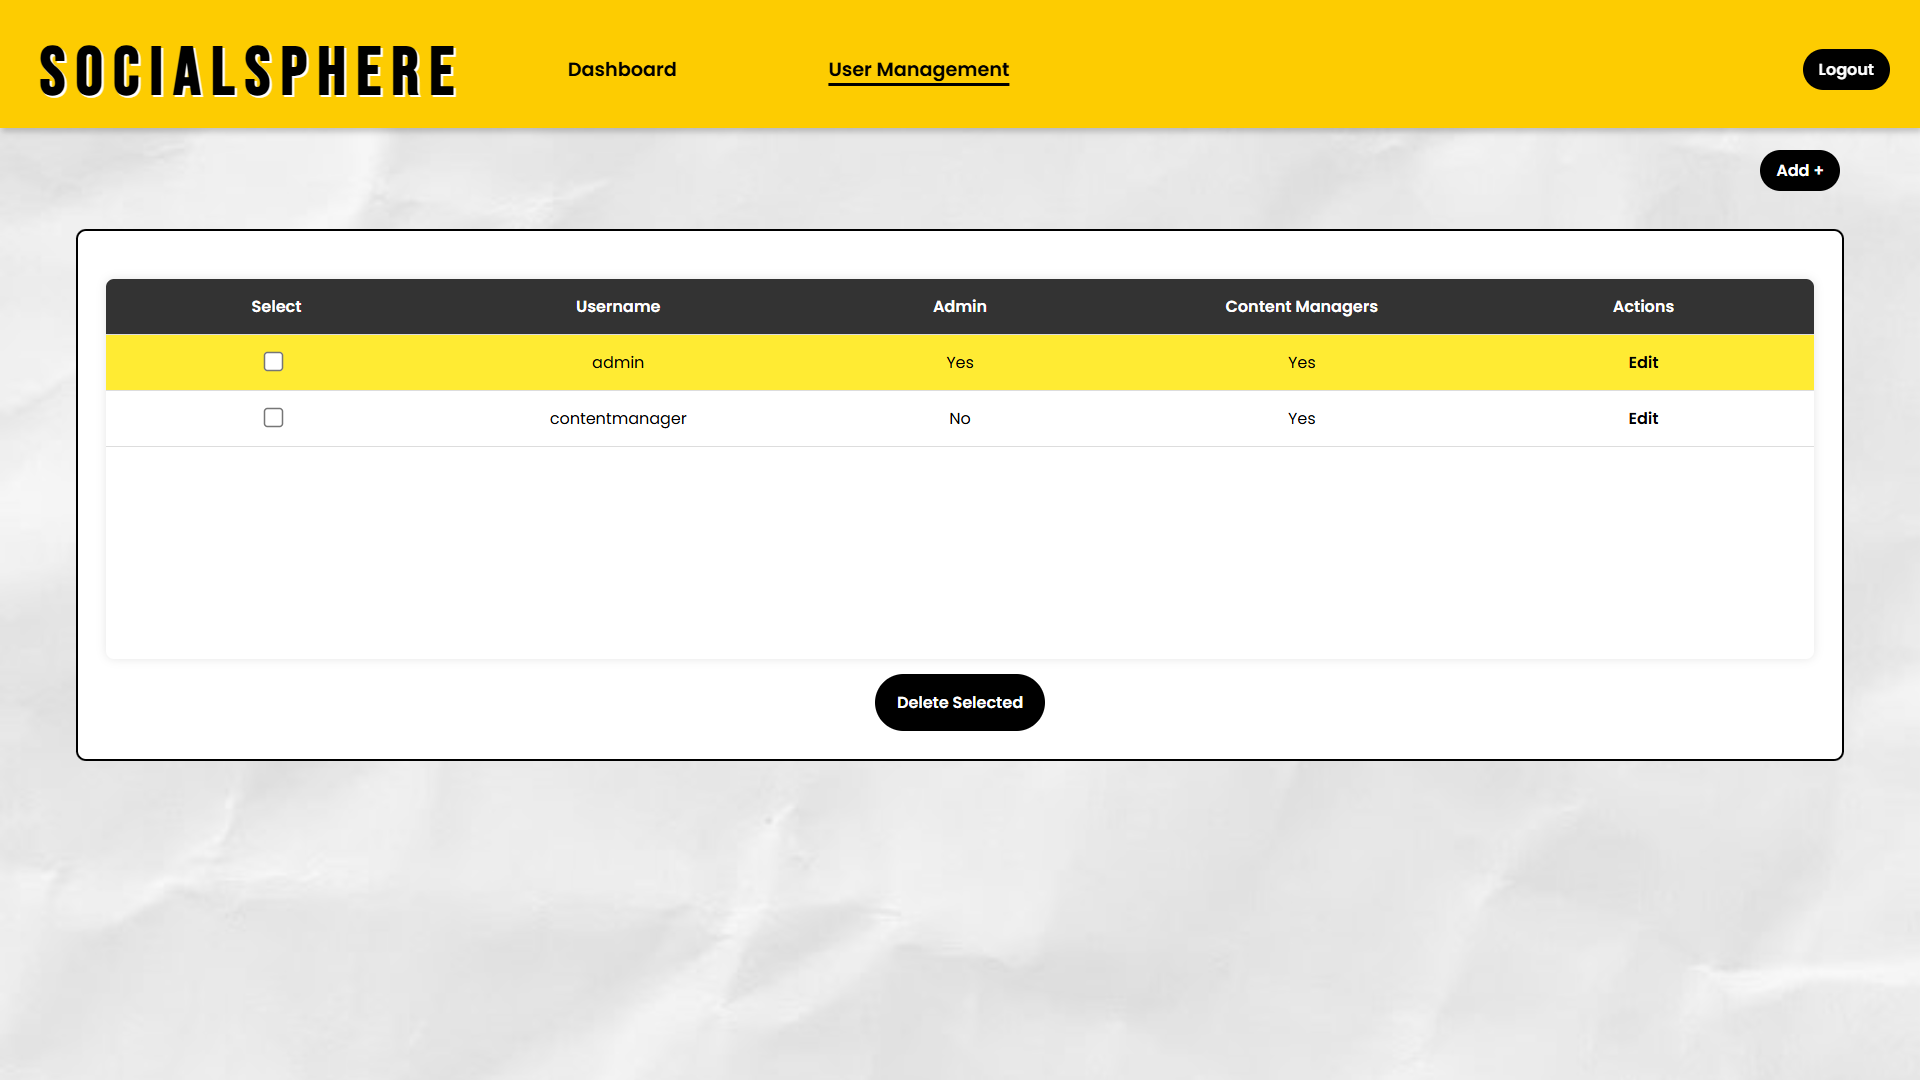 SOCIALSPHERE Dashboard User Management Logout
Add +
Select Username Admin Content Managers Actions
admin Yes Yes Edit
contentmanager No Yes Edit
Delete Selected